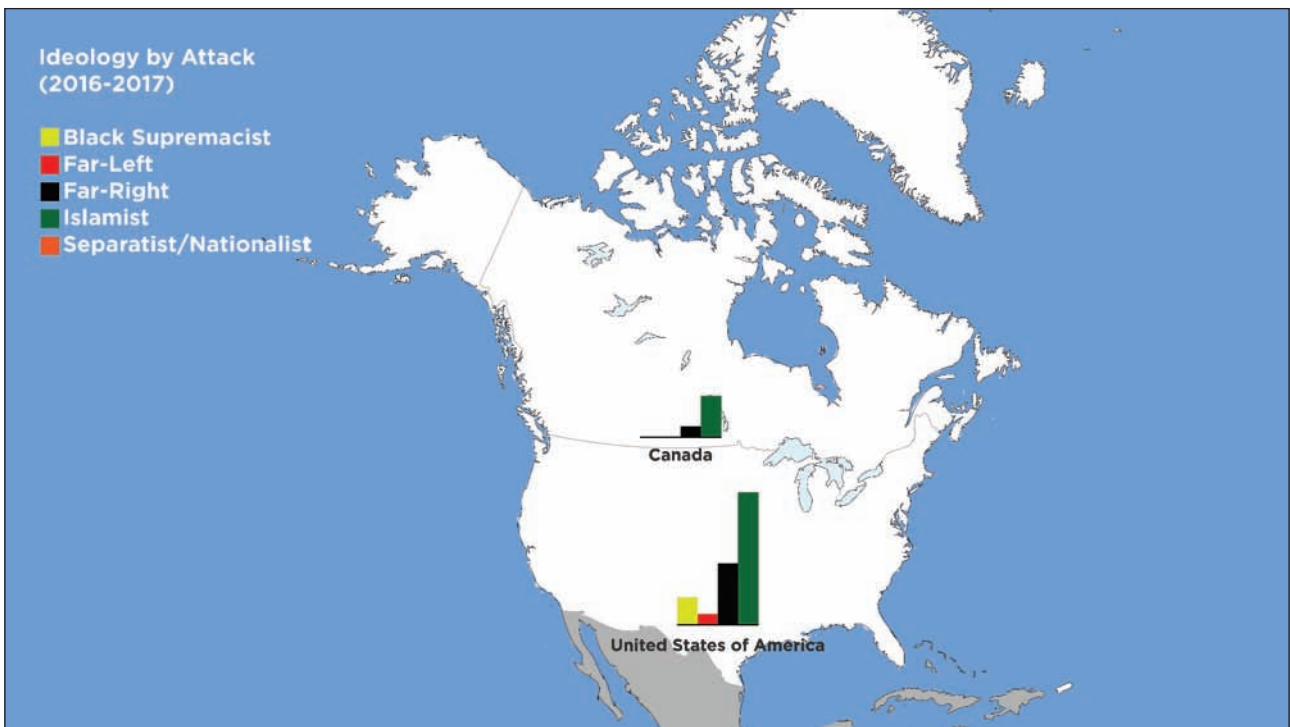 Ideology by Attack
(2016-2017)
Black Supremacist
Far-Left
Far-Right
Islamist
Separatist/Nationalist
Canada
United States of America